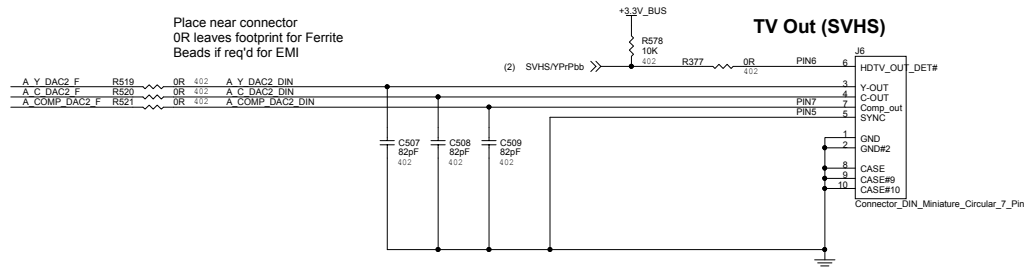 Place near connector
0R leaves footprint for Ferrite
Beads if req'd for EMI
+3.3V_BUS
TV Out (SVHS)
R578
10K
402
J6
(2) SVHS/YPrPbb
R377 0R PIN6 6 HDTV_OUT_DET#
402
A_Y_DAC2_F R519 0R 402 A_Y_DAC2_DIN 3 Y-OUT
A_C_DAC2_F R520 0R 402 A_C_DAC2_DIN 4 C-OUT
A_COMP_DAC2_F R521 0R 402 A_COMP_DAC2_DIN PIN7 7 Comp_out
PIN5 5 SYNC
C507 C508 C509
82pF 82pF 82pF
402 402 402
1 GND
2 GND#2
8 CASE
9 CASE#9
10 CASE#10
Connector_DIN_Miniature_Circular_7_Pin